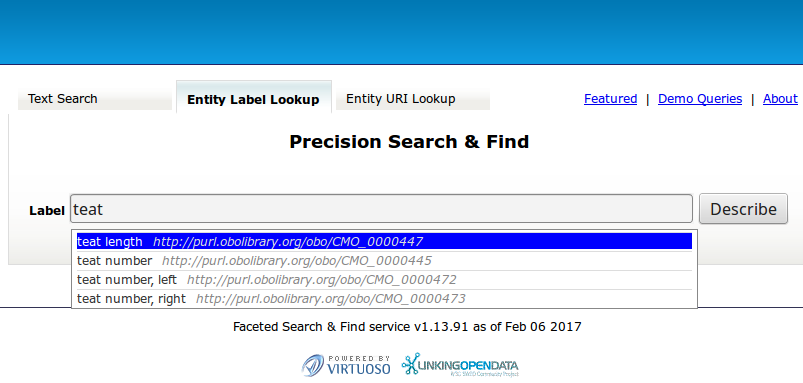 Text Search Entity Label Lookup Entity URI Lookup Featured | Demo Queries | About
Precision Search & Find
Label teat Describe
teat length http://purl.obolibrary.org/obo/CMO_0000447
teat number http://purl.obolibrary.org/obo/CMO_0000445
teat number, left http://purl.obolibrary.org/obo/CMO_0000472
teat number, right http://purl.obolibrary.org/obo/CMO_0000473
Faceted Search & Find service v1.13.91 as of Feb 06 2017
POWERED BY
VIRTUOSO LINKINGOPENDATA
W3C SWEO Community Project